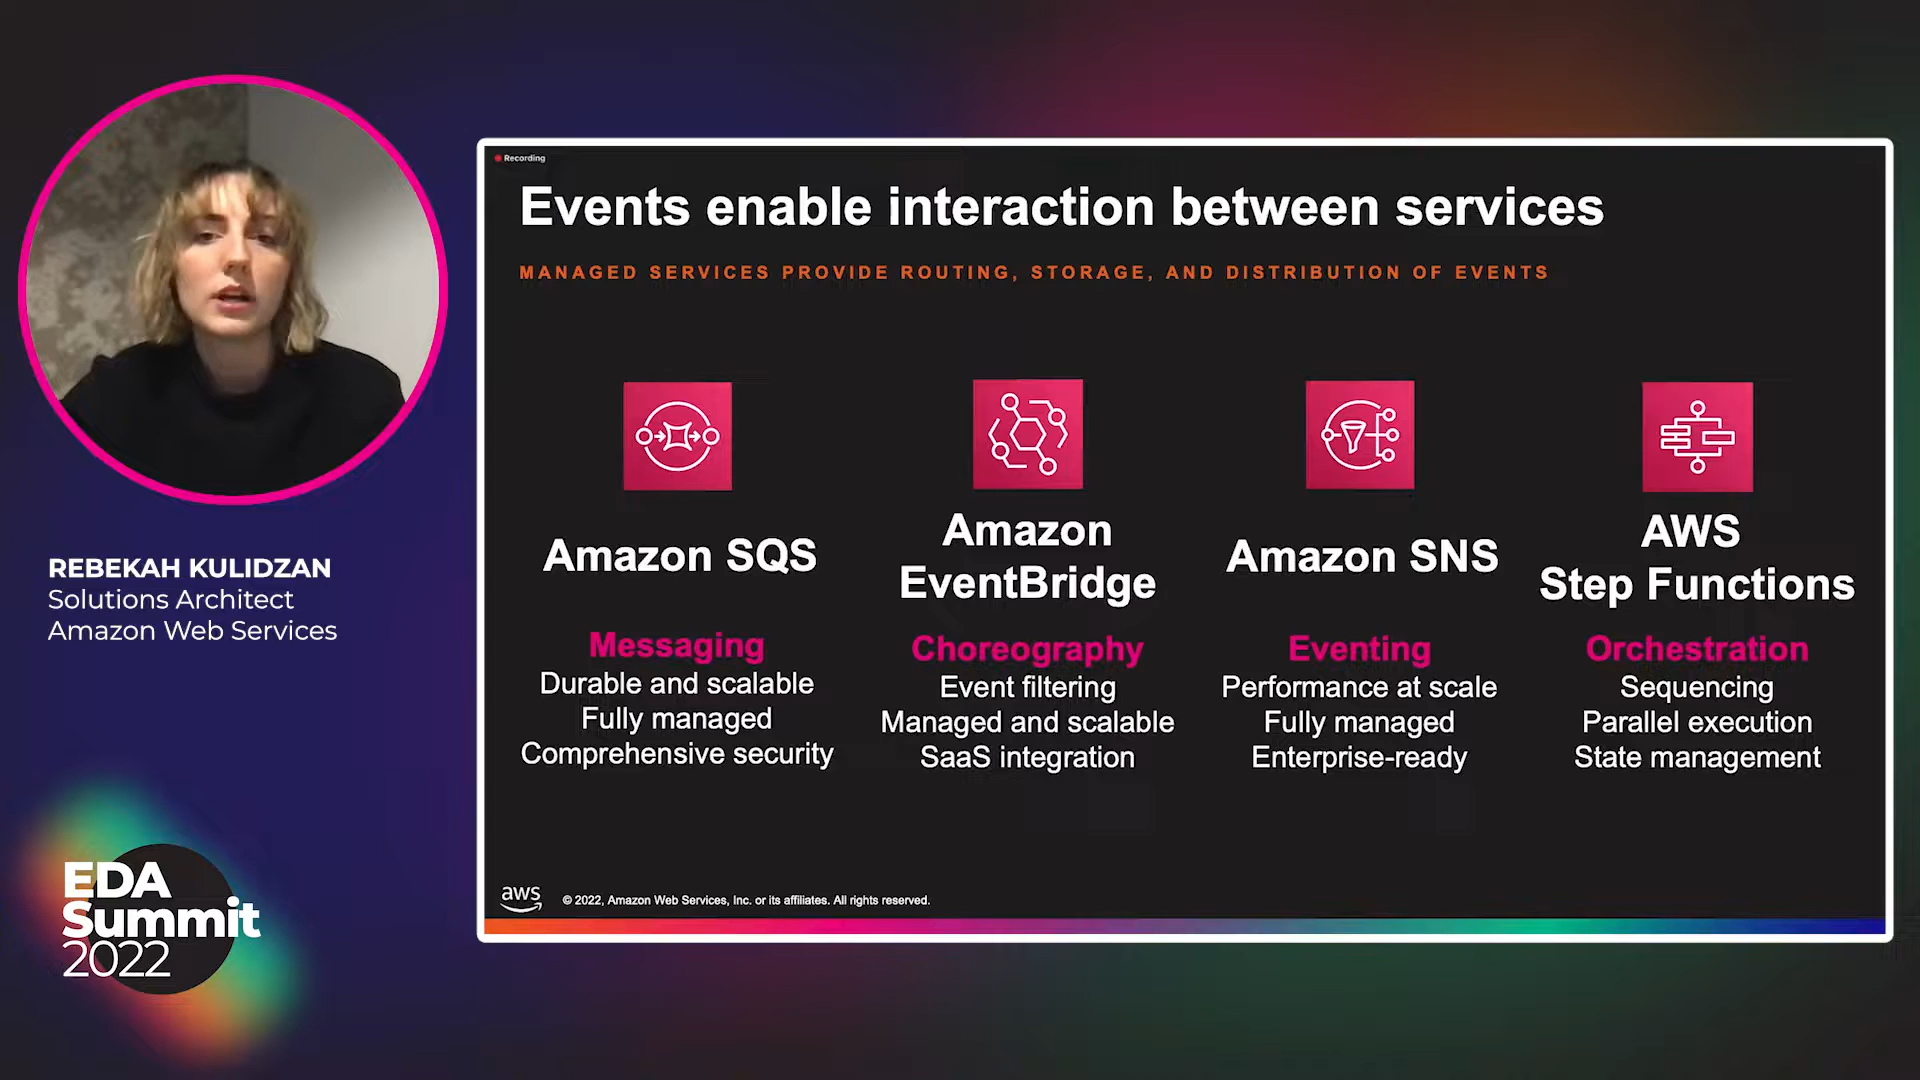 REBEKAH KULIDZAN
Solutions Architect
Amazon Web Services
EDA
Summit
2022
Recording
Events enable interaction between services
MANAGED SERVICES PROVIDE ROUTING, STORAGE, AND DISTRIBUTION OF EVENTS
Amazon SQS
Messaging
Durable and scalable
Fully managed
Comprehensive security
Amazon
EventBridge
Choreography
Event filtering
Managed and scalable
SaaS integration
Amazon SNS
Eventing
Performance at scale
Fully managed
Enterprise-ready
AWS
Step Functions
Orchestration
Sequencing
Parallel execution
State management
aws
© 2022, Amazon Web Services, Inc. or its affiliates. All rights reserved.